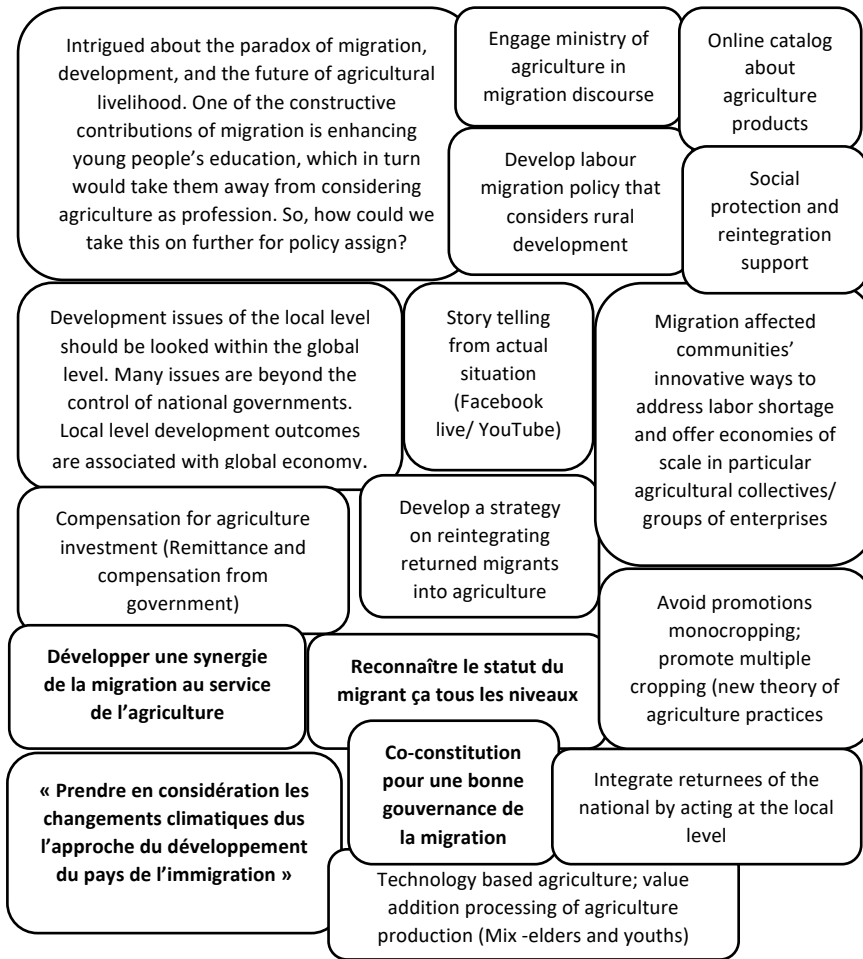 Intrigued about the paradox of migration,
development, and the future of agricultural
livelihood. One of the constructive
contributions of migration is enhancing
young people's education, which in turn
would take them away from considering
agriculture as profession. So, how could we
take this on further for policy assign?
Engage ministry of
agriculture in
migration discourse
Online catalog
about
agriculture
products
Develop labour
migration policy that
considers rural
development
Social
protection and
reintegration
support
Development issues of the local level
should be looked within the global
level. Many issues are beyond the
control of national governments.
Local level development outcomes
are associated with global economy.
Story telling
from actual
situation
(Facebook
live/ YouTube)
Migration affected
communities'
innovative ways to
address labor shortage
and offer economies of
scale in particular
agricultural collectives/
groups of enterprises
Compensation for agriculture
investment (Remittance and
compensation from
government)
Develop a strategy
on reintegrating
returned migrants
into agriculture
Avoid promotions
monocropping;
promote multiple
cropping (new theory of
agriculture practices
Développer une synergie
de la migration au service
de l'agriculture
Reconnaître le statut du
migrant ça tous les niveaux
Co-constitution
pour une bonne
gouvernance de
la migration
« Prendre en considération les
changements climatiques dus
l'approche du développement
du pays de l'immigration »
Integrate returnees of the
national by acting at the local
level
Technology based agriculture; value
addition processing of agriculture
production (Mix -elders and youths)